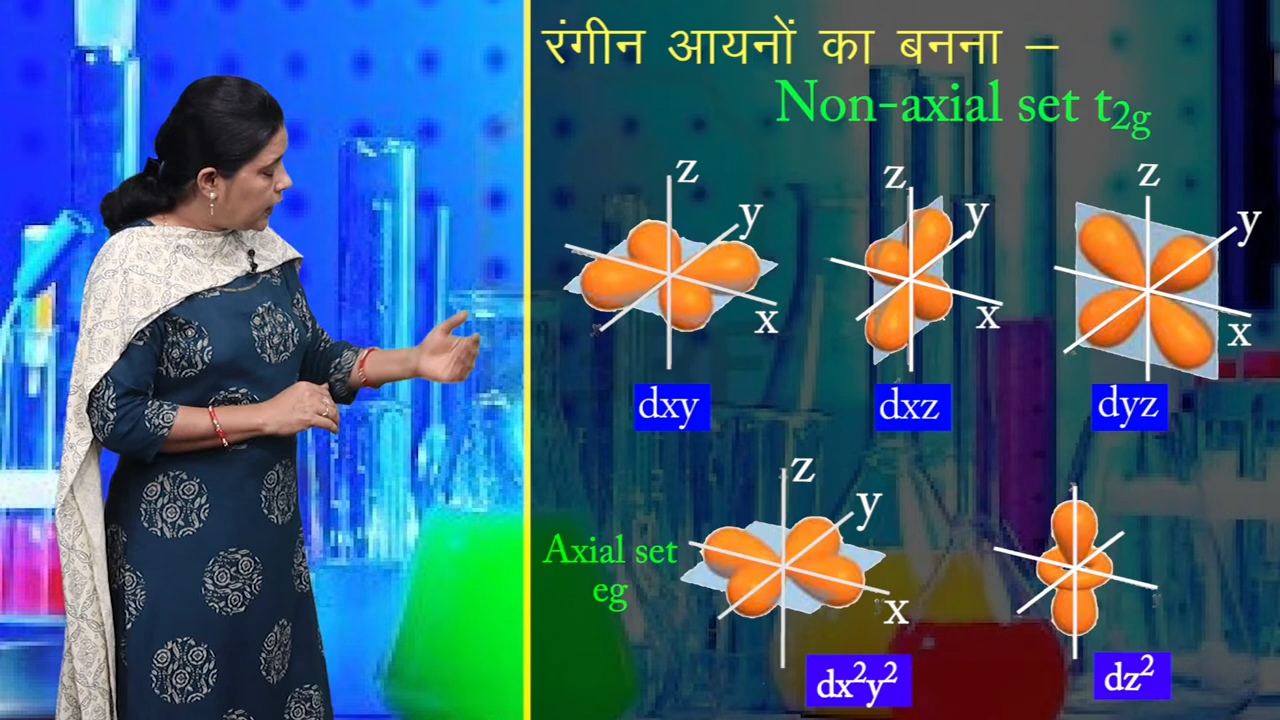 रंगीन आयनों का बनना –
Non-axial set t₂g
z y x
z y x
z y x
dxy
dxz
dyz
Axial set
eg
z y x
dx²y²
dz²